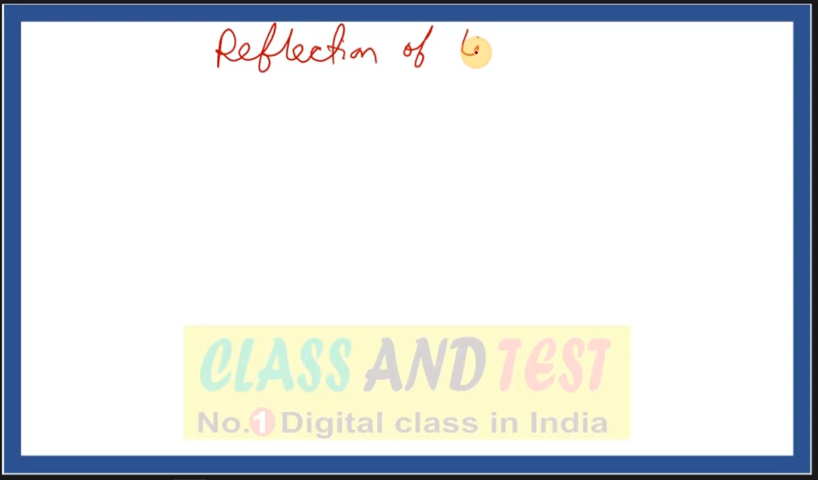 Reflection of
CLASS AND TEST
No.1 Digital class in India